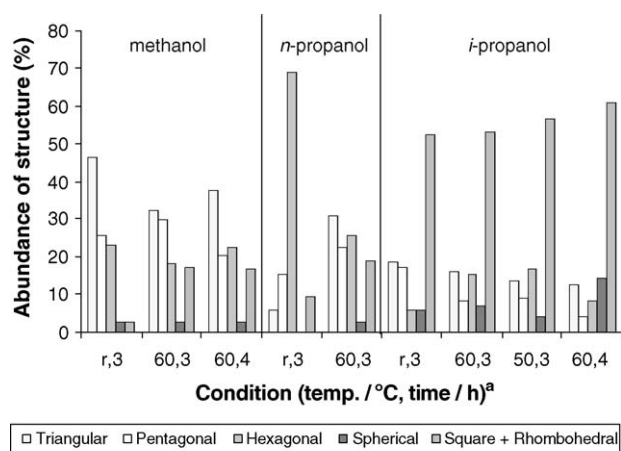 methanol n-propanol i-propanol
Abundance of structure (%)
80
70
60
50
40
30
20
10
0
r,3 60,3 60,4 r,3 60,3 r,3 60,3 50,3 60,4
Condition (temp. / °C, time / h)ª
Triangular Pentagonal Hexagonal Spherical Square + Rhombohedral